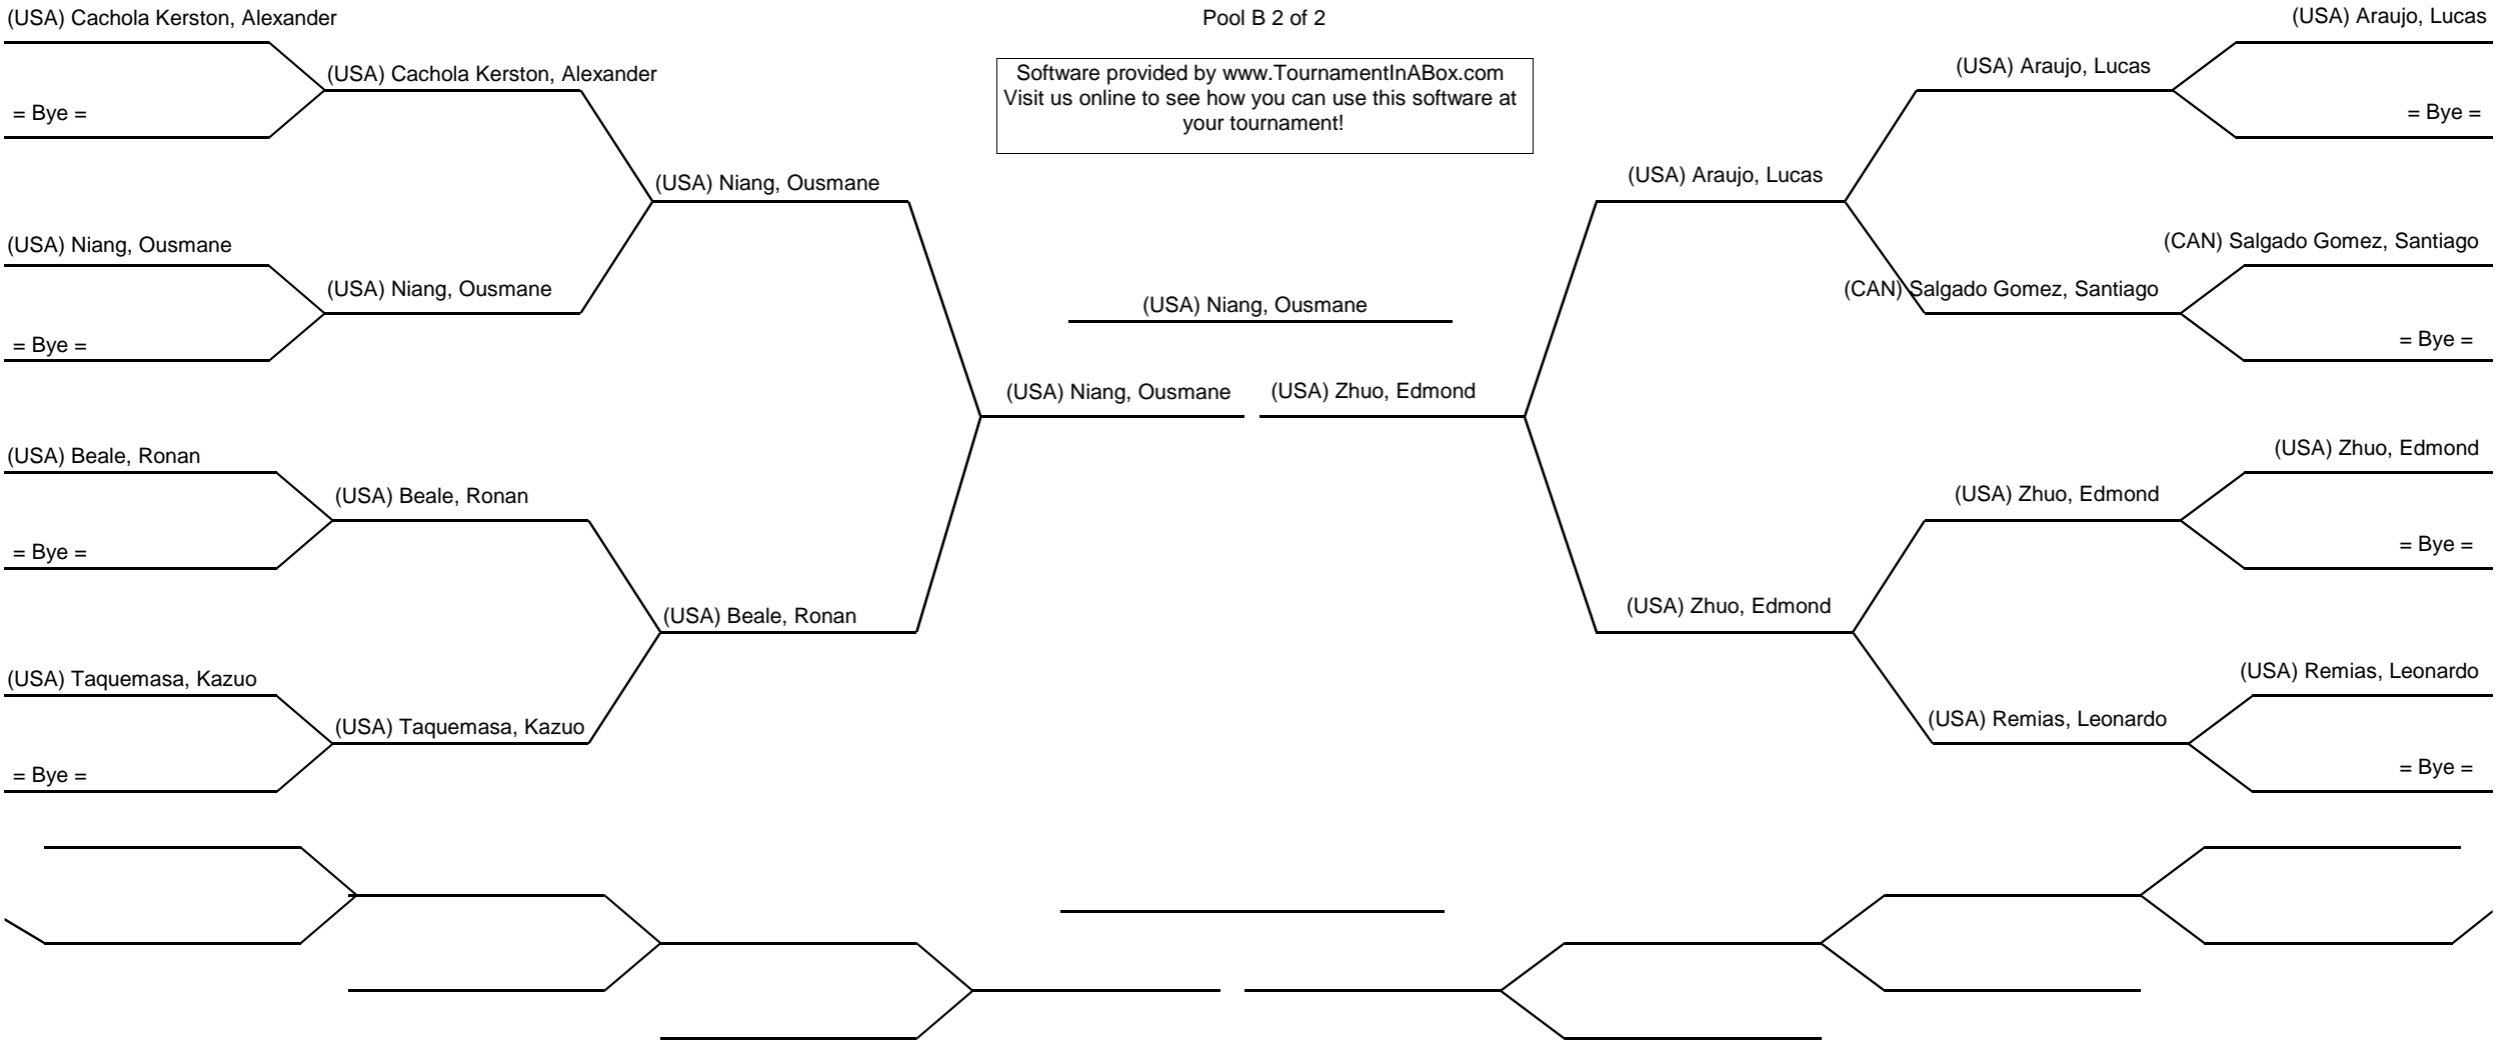 (USA) Cachola Kerston, Alexander
Pool B 2 of 2
(USA) Araujo, Lucas
(USA) Cachola Kerston, Alexander
Software provided by www.TournamentInABox.com
Visit us online to see how you can use this software at
your tournament!
(USA) Araujo, Lucas
= Bye =
= Bye =
(USA) Niang, Ousmane
(USA) Araujo, Lucas
(USA) Niang, Ousmane
(CAN) Salgado Gomez, Santiago
(USA) Niang, Ousmane
(USA) Niang, Ousmane
(CAN) Salgado Gomez, Santiago
= Bye =
= Bye =
(USA) Niang, Ousmane
(USA) Zhuo, Edmond
(USA) Beale, Ronan
(USA) Zhuo, Edmond
(USA) Beale, Ronan
(USA) Zhuo, Edmond
= Bye =
= Bye =
(USA) Beale, Ronan
(USA) Zhuo, Edmond
(USA) Taquemasa, Kazuo
(USA) Remias, Leonardo
(USA) Taquemasa, Kazuo
(USA) Remias, Leonardo
= Bye =
= Bye =